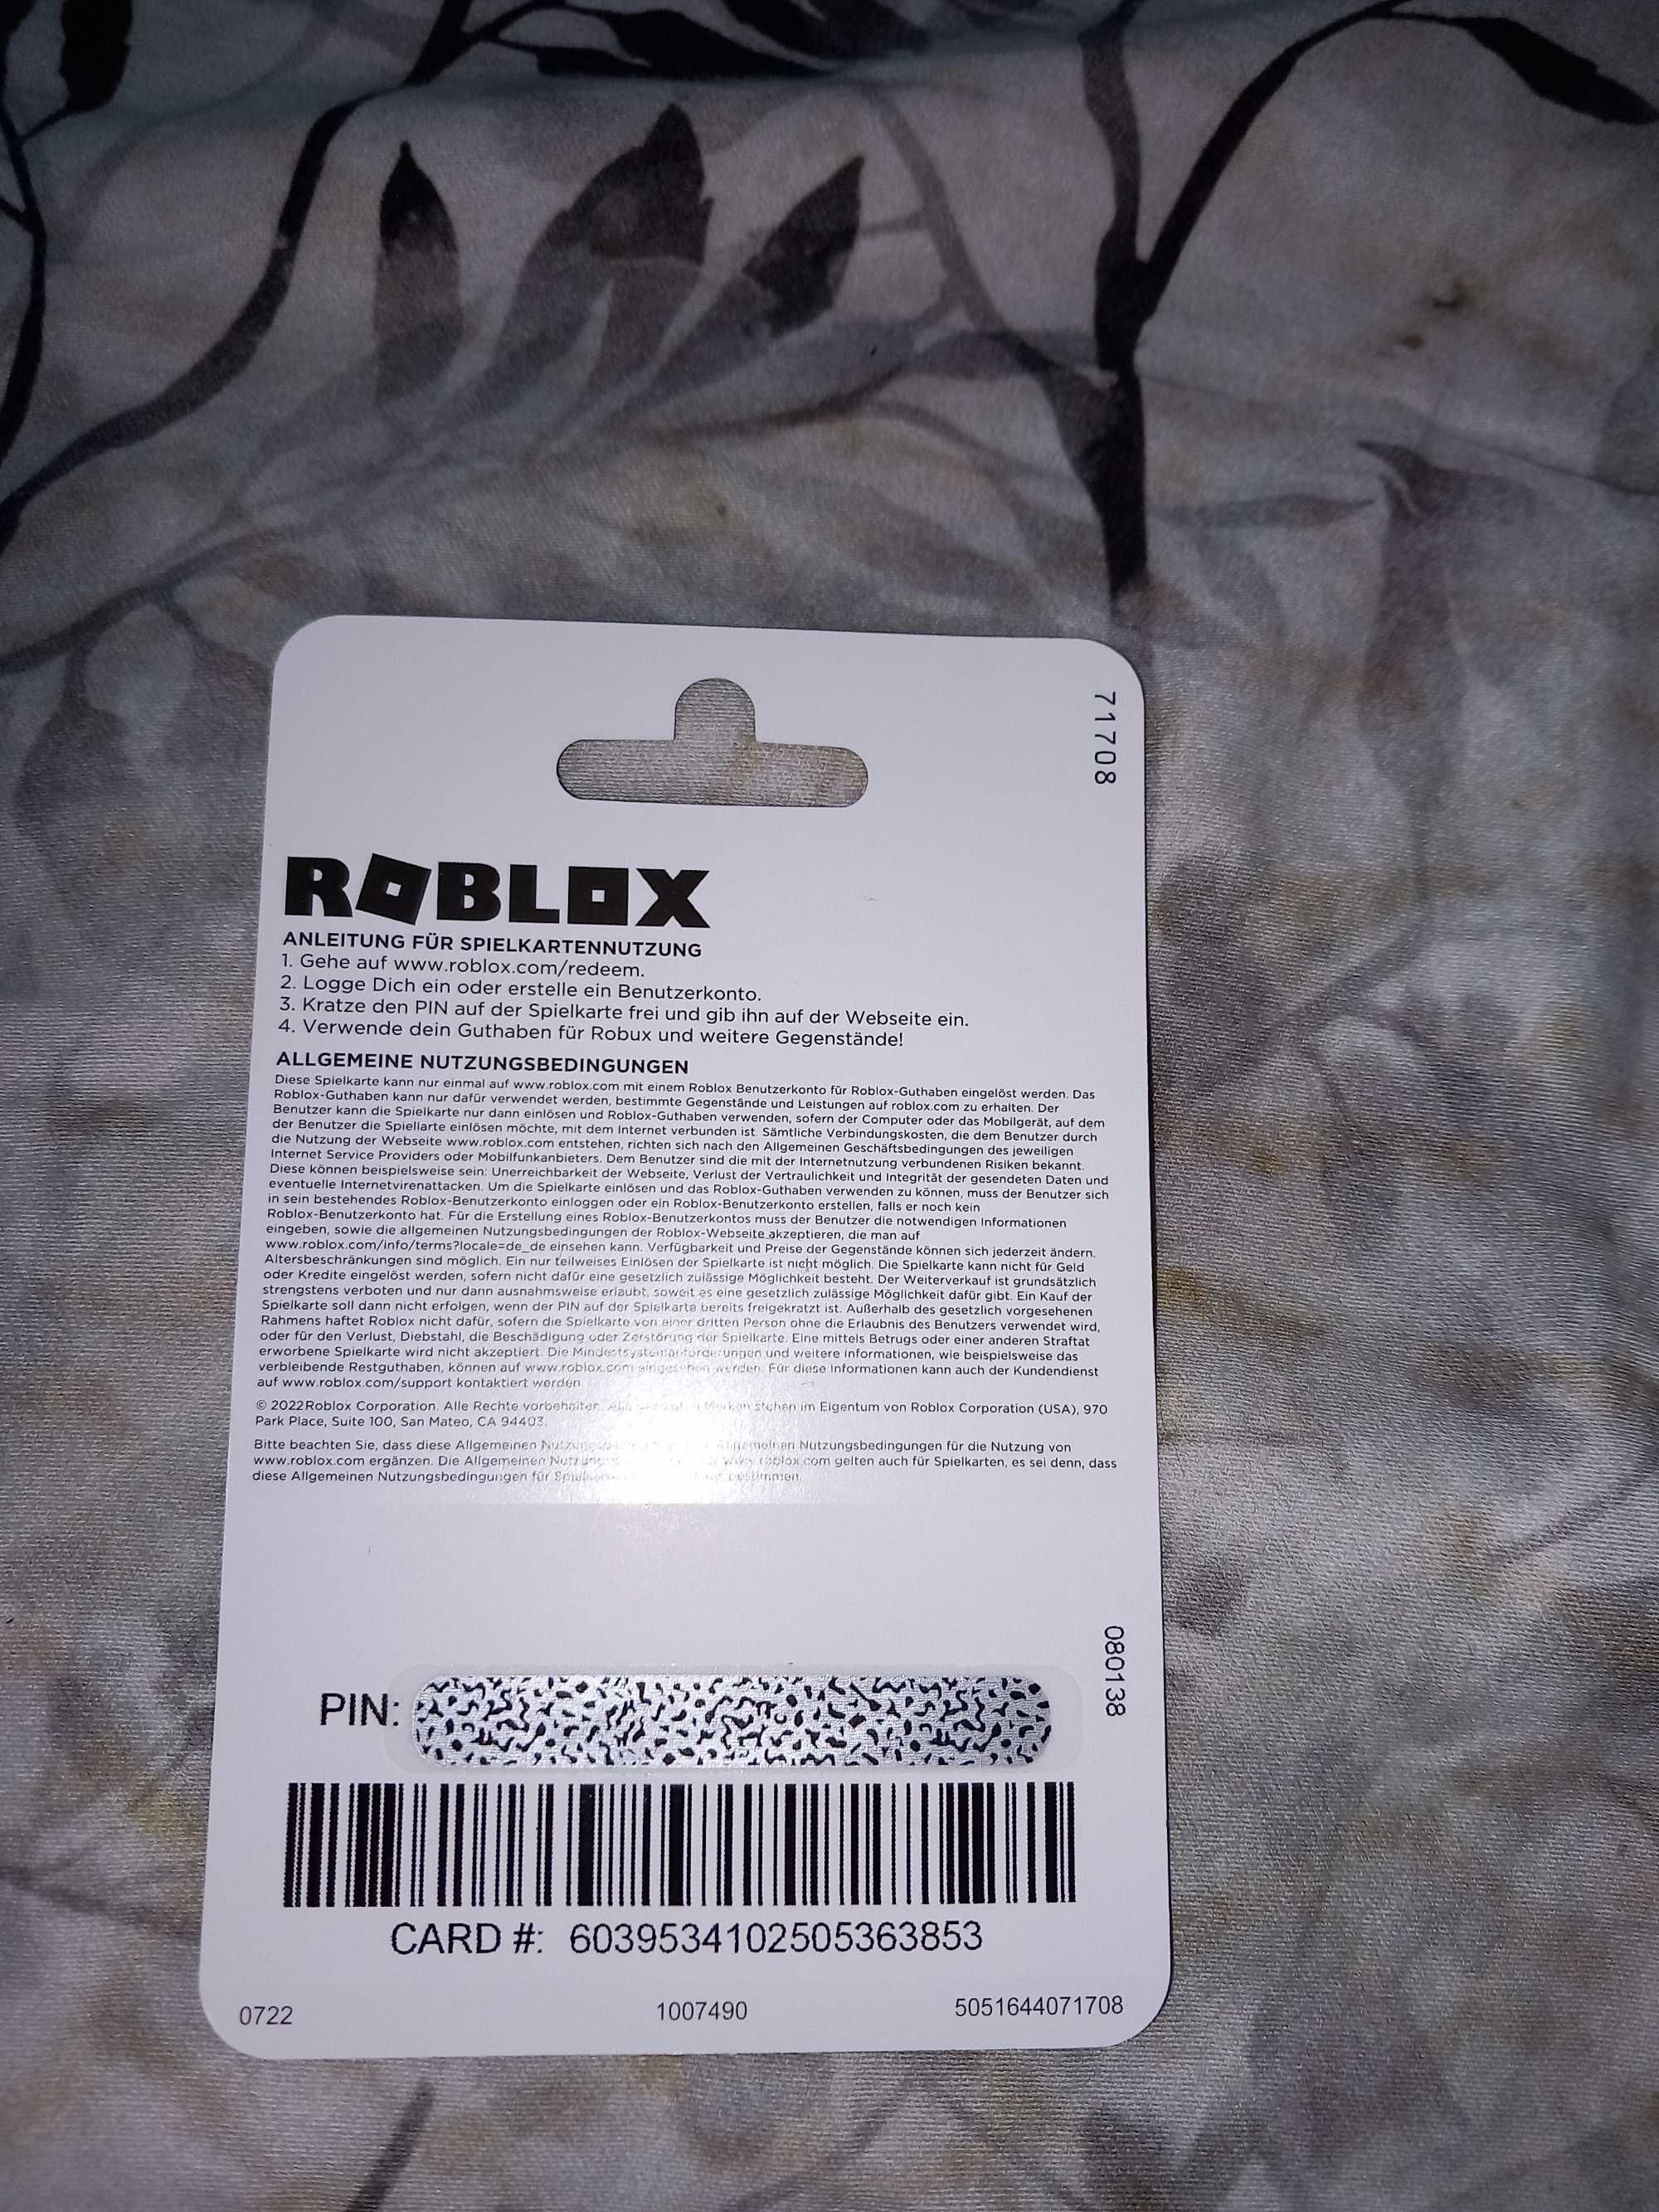 71708
ROBLOX
ANLEITUNG FÜR SPIELKARTENNUTZUNG
1. Gehe auf www.roblox.com/redeem.
2. Logge Dich ein oder erstelle ein Benutzerkonto.
3. Kratze den PIN auf der Spielkarte frei und gib ihn auf der Webseite ein.
4. Verwende dein Guthaben für Robux und weitere Gegenstände!
ALLGEMEINE NUTZUNGSBEDINGUNGEN
Diese Spielkarte kann nur einmal auf www.roblox.com mit einem Roblox Benutzerkonto für Roblox-Guthaben eingelöst werden. Das
Roblox-Guthaben kann nur dafür verwendet werden, bestimmte Gegenstände und Leistungen auf roblox.com zu erhalten. Der
Benutzer kann die Spielkarte nur dann einlösen und Roblox-Guthaben verwenden, sofern der Computer oder das Mobilgerät, auf dem
der Benutzer die Spiellarte einlösen möchte, mit dem Internet verbunden ist. Sämtliche Verbindungskosten, die dem Benutzer durch
die Nutzung der Webseite www.roblox.com entstehen, richten sich nach den Allgemeinen Geschäftsbedingungen des jeweiligen
Internet Service Providers oder Mobilfunkanbieters. Dem Benutzer sind die mit der Internetnutzung verbundenen Risiken bekannt.
Diese können beispielsweise sein: Unerreichbarkeit der Webseite, Verlust der Vertraulichkeit und Integrität der gesendeten Daten und
eventuelle Internetvirenattacken. Um die Spielkarte einlösen und das Roblox-Guthaben verwenden zu können, muss der Benutzer sich
in sein bestehendes Roblox-Benutzerkonto einloggen oder ein Roblox-Benutzerkonto erstellen, falls er noch kein
Roblox-Benutzerkonto hat. Für die Erstellung eines Roblox-Benutzerkontos muss der Benutzer die notwendigen Informationen
eingeben, sowie die allgemeinen Nutzungsbedingungen der Roblox-Webseite akzeptieren, die man auf
www.roblox.com/info/terms?locale=de_de einsehen kann. Verfügbarkeit und Preise der Gegenstände können sich jederzeit ändern.
Altersbeschränkungen sind möglich. Ein nur teilweises Einlösen der Spielkarte ist nicht möglich. Die Spielkarte kann nicht für Geld
oder Kredite eingelöst werden, sofern nicht dafür eine gesetzlich zulässige Möglichkeit besteht. Der Weiterverkauf ist grundsätzlich
strengstens verboten und nur dann ausnahmsweise erlaubt, soweit es eine gesetzlich zulässige Möglichkeit dafür gibt. Ein Kauf der
Spielkarte soll dann nicht erfolgen, wenn der PIN auf der Spielkarte bereits freigekratzt ist. Außerhalb des gesetzlich vorgesehenen
Rahmens haftet Roblox nicht dafür, sofern die Spielkarte von einer dritten Person ohne die Erlaubnis des Benutzers verwendet wird,
oder für den Verlust, Diebstahl, die Beschädigung oder Zerstörung der Spielkarte. Eine mittels Betrugs oder einer anderen Straftat
erworbene Spielkarte wird nicht akzeptiert. Die Mindestsystemanforderungen und weitere Informationen, wie beispielsweise das
verbleibende Restguthaben, können auf www.roblox.com eingesehen werden. Für diese Informationen kann auch der Kundendienst
auf www.roblox.com/support kontaktiert werden
© 2022Roblox Corporation. Alle Rechte vorbehalten. stehen im Eigentum von Roblox Corporation (USA), 970
Park Place, Suite 100, San Mateo, CA 94403.
Bitte beachten Sie, dass diese Allgemeinen Allgemeinen Nutzungsbedingungen für die Nutzung von
www.roblox.com ergänzen. Die Allgemeinen www.roblox.com gelten auch für Spielkarten, es sei denn, dass
diese Allgemeinen Nutzungsbedingungen für
080138
PIN:
CARD #: 6039534102505363853
0722 1007490 5051644071708